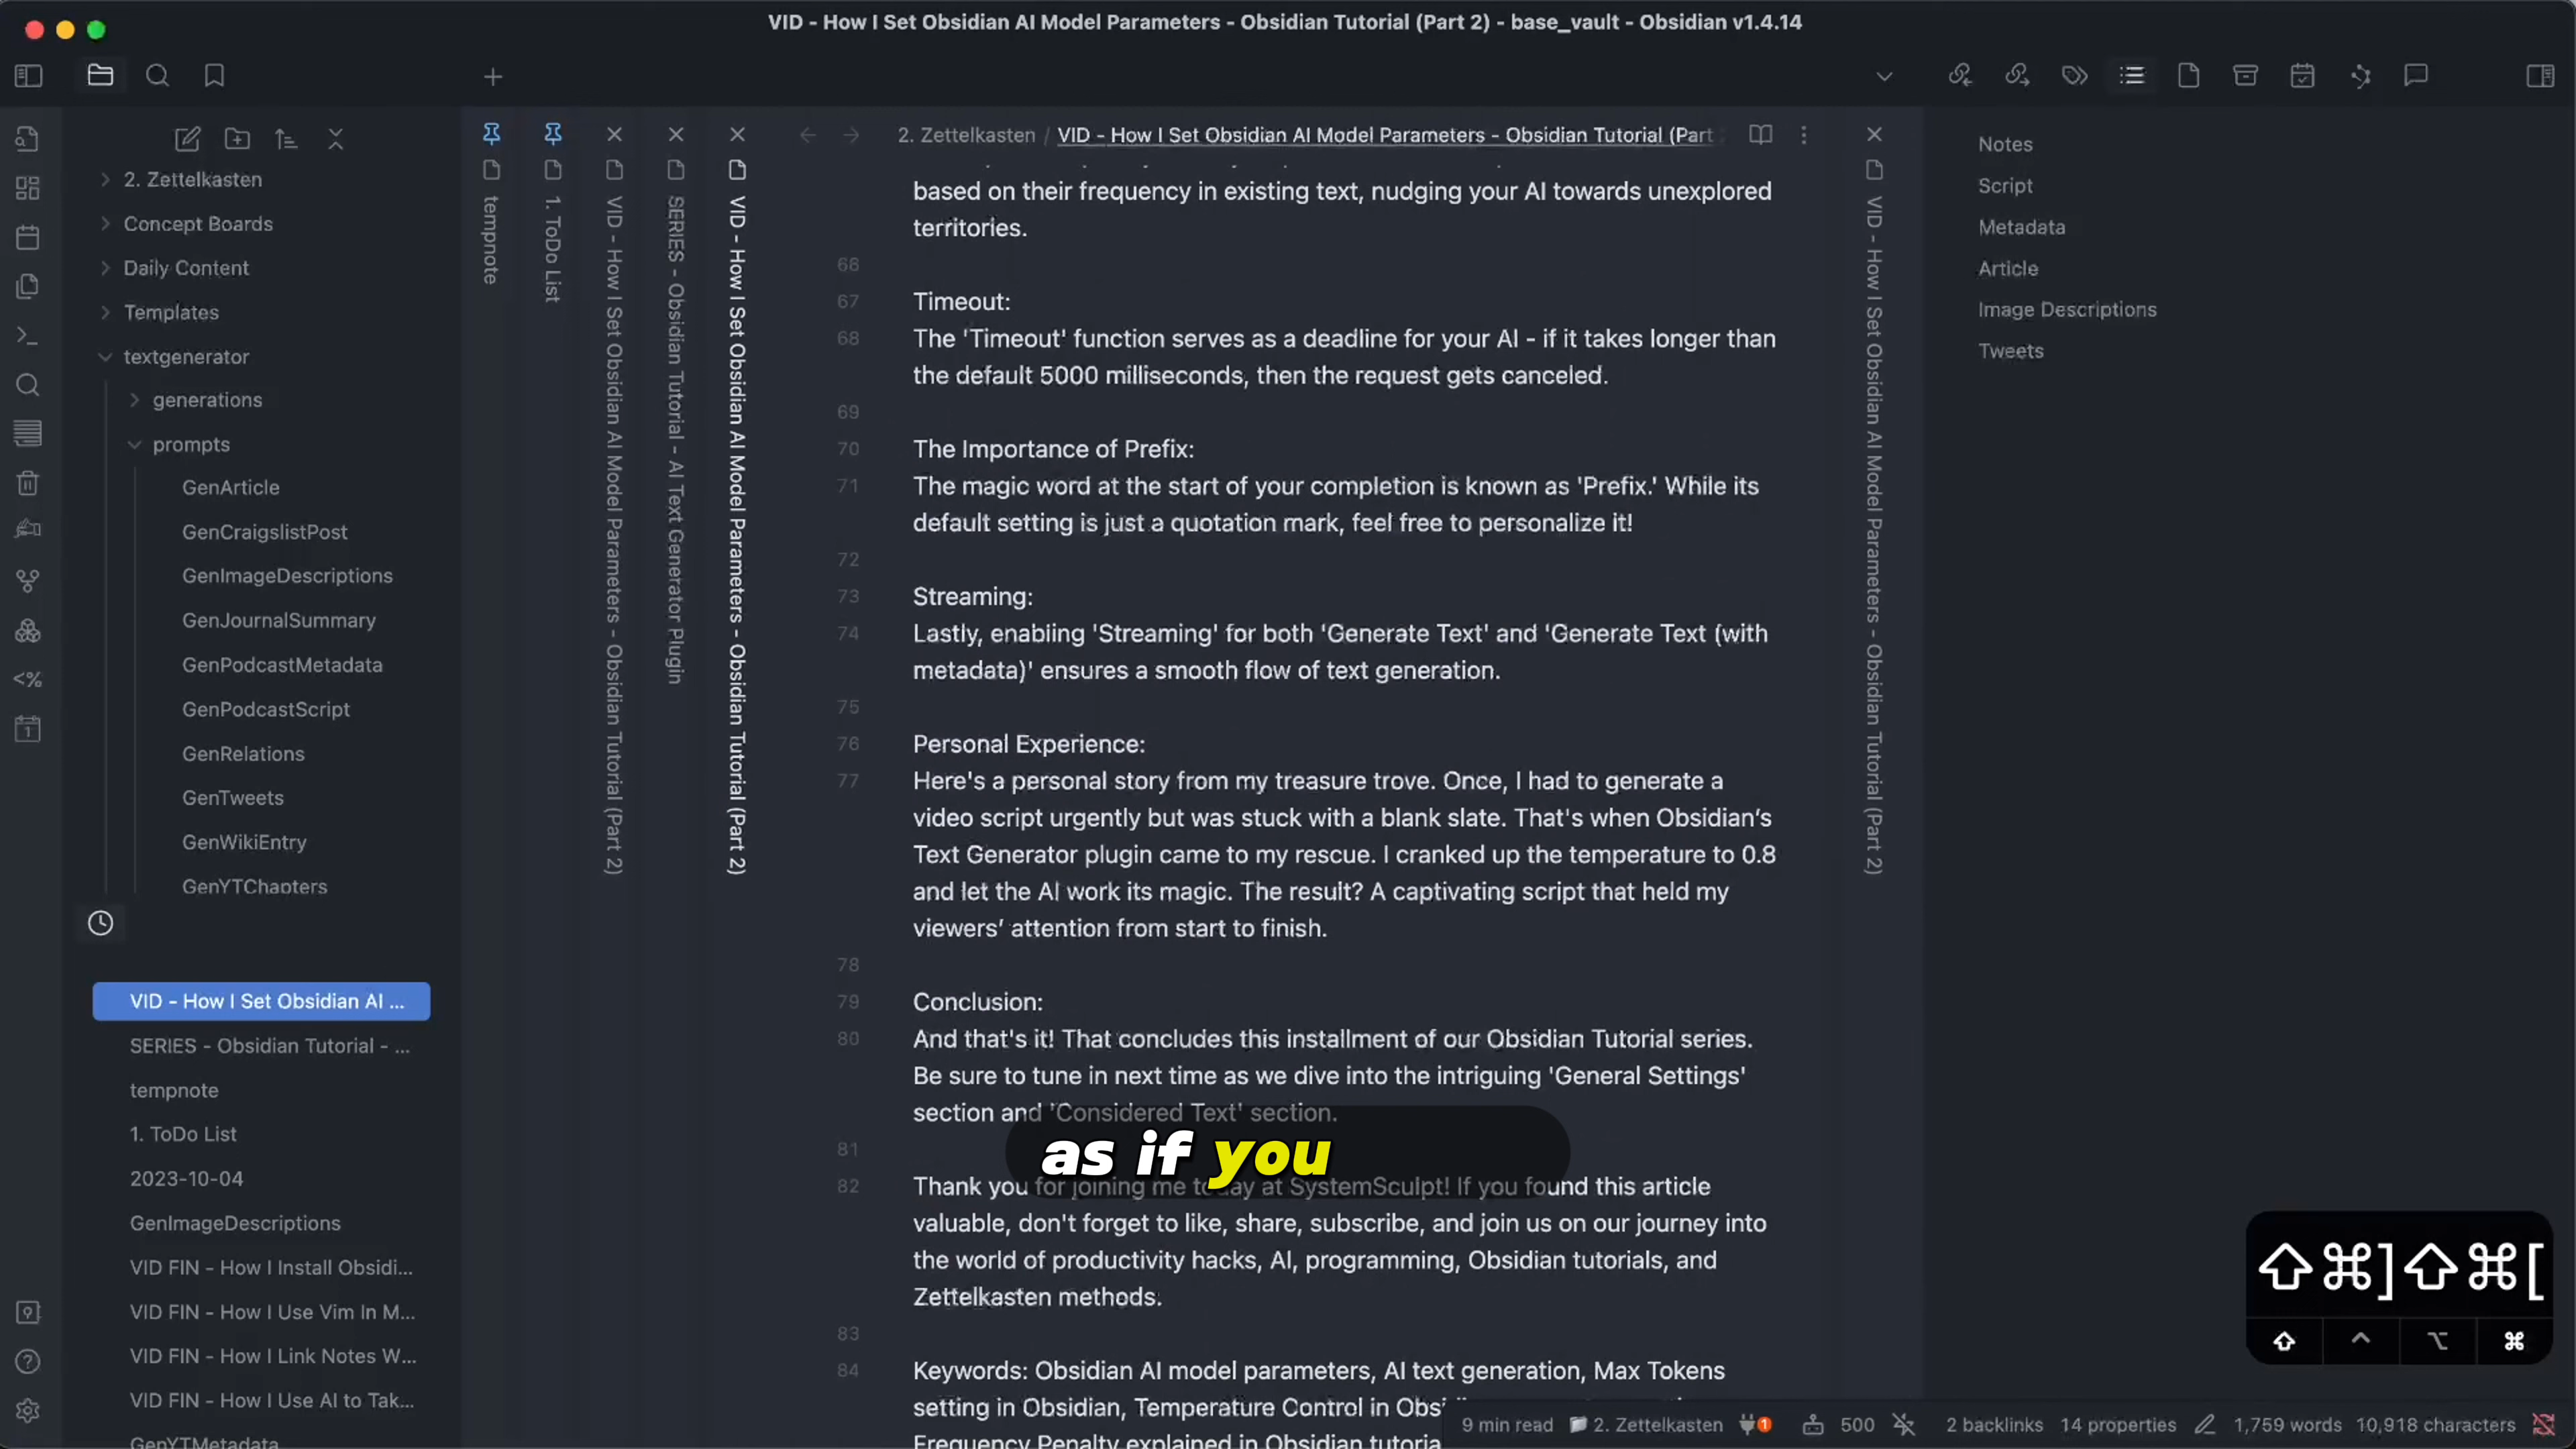 VID - How I Set Obsidian AI Model Parameters - Obsidian Tutorial (Part 2) - base_vault - Obsidian v1.4.14
2. Zettelkasten
Concept Boards
Daily Content
Templates
textgenerator
generations
prompts
GenArticle
GenCraigslistPost
GenImageDescriptions
GenJournalSummary
GenPodcastMetadata
GenPodcastScript
GenRelations
GenTweets
GenWikiEntry
GenYTChapters
VID - How I Set Obsidian AI ...
SERIES - Obsidian Tutorial - ...
tempnote
1. ToDo List
2023-10-04
GenImageDescriptions
VID FIN - How I Install Obsidi...
VID FIN - How I Use Vim In M...
VID FIN - How I Link Notes W...
VID FIN - How I Use AI to Tak...
GenYTMetadata
tempnote
1. ToDo List
VID - How I Set Obsidian AI Model Parameters - Obsidian Tutorial (Part 2)
SERIES - Obsidian Tutorial - AI Text Generator Plugin
VID - How I Set Obsidian AI Model Parameters - Obsidian Tutorial (Part 2)
2. Zettelkasten / VID - How I Set Obsidian AI Model Parameters - Obsidian Tutorial (Part
based on their frequency in existing text, nudging your AI towards unexplored
territories.
68
67 Timeout:
68 The 'Timeout' function serves as a deadline for your AI - if it takes longer than
the default 5000 milliseconds, then the request gets canceled.
69
70 The Importance of Prefix:
71 The magic word at the start of your completion is known as 'Prefix.' While its
default setting is just a quotation mark, feel free to personalize it!
72
73 Streaming:
74 Lastly, enabling 'Streaming' for both 'Generate Text' and 'Generate Text (with
metadata)' ensures a smooth flow of text generation.
75
76 Personal Experience:
77 Here's a personal story from my treasure trove. Once, I had to generate a
video script urgently but was stuck with a blank slate. That's when Obsidian’s
Text Generator plugin came to my rescue. I cranked up the temperature to 0.8
and let the AI work its magic. The result? A captivating script that held my
viewers’ attention from start to finish.
78
79 Conclusion:
80 And that's it! That concludes this installment of our Obsidian Tutorial series.
Be sure to tune in next time as we dive into the intriguing 'General Settings'
section and 'Considered Text' section.
81
as if you
82 Thank you for joining me today at SystemSculpt! If you found this article
valuable, don't forget to like, share, subscribe, and join us on our journey into
the world of productivity hacks, AI, programming, Obsidian tutorials, and
Zettelkasten methods.
83
84 Keywords: Obsidian AI model parameters, AI text generation, Max Tokens
setting in Obsidian, Temperature Control in
Frequency Penalty explained in Obsidian
VID - How I Set Obsidian AI Model Parameters - Obsidian Tutorial (Part 2)
Notes
Script
Metadata
Article
Image Descriptions
Tweets
⇧⌘]⇧⌘[
⇧ ^ ⌥ ⌘
9 min read 2. Zettelkasten 1 500 2 backlinks 14 properties 1,759 words 10,918 characters